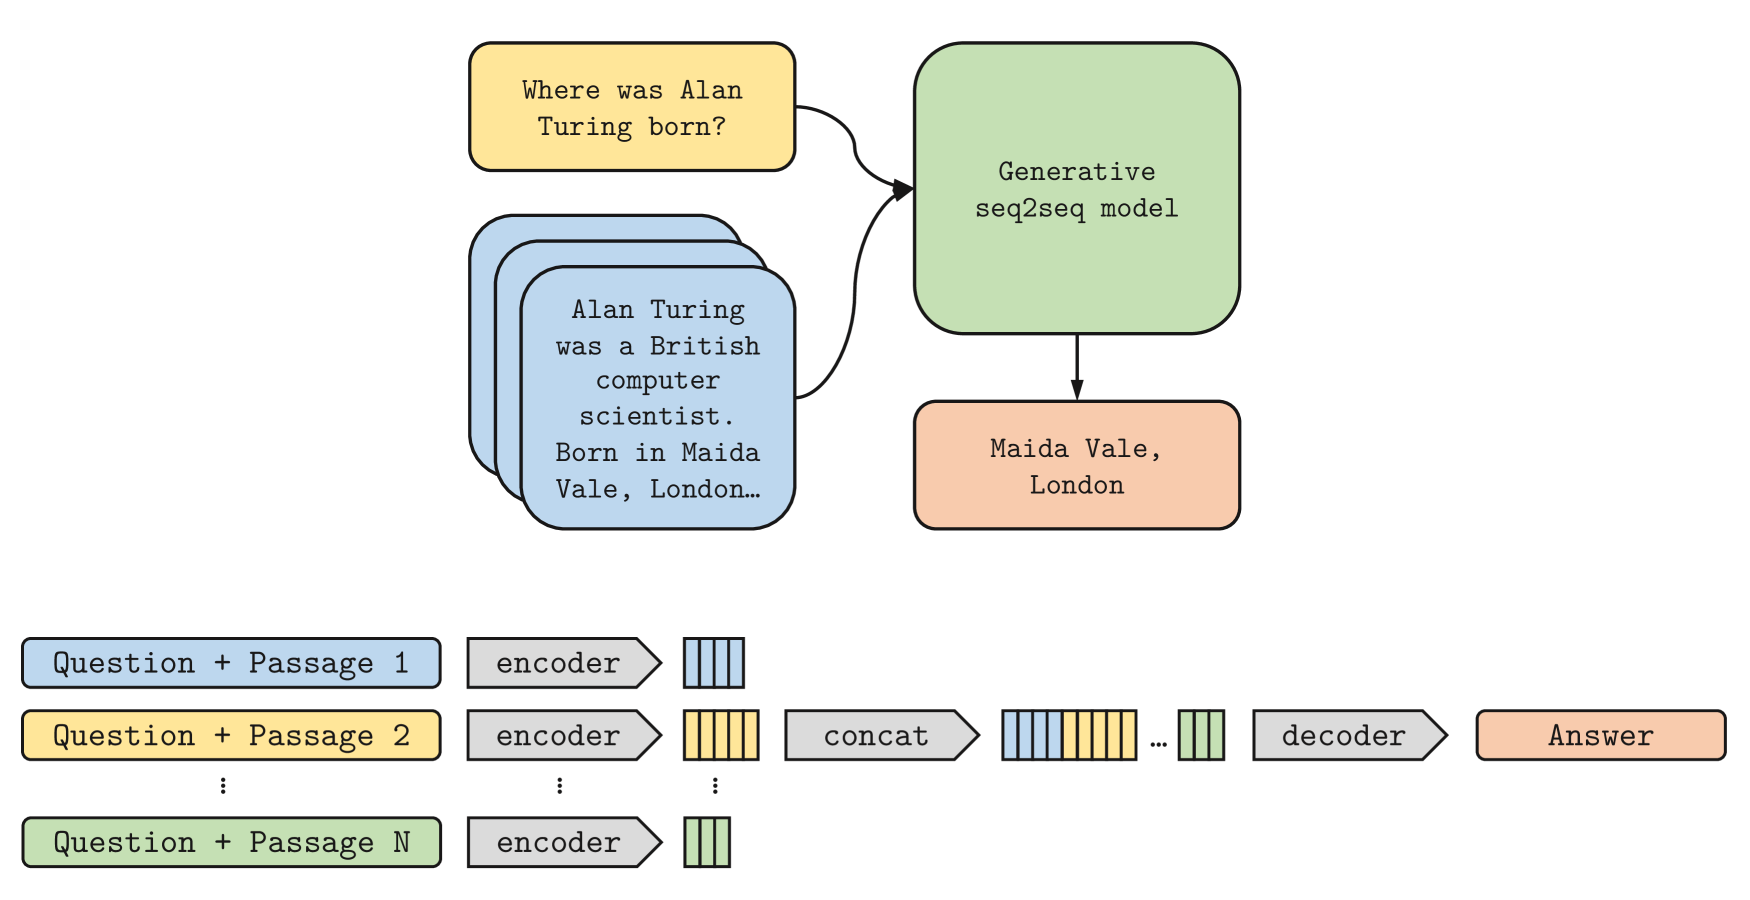 Where was Alan
Turing born?
Generative
seq2seq model
Alan Turing
was a British
computer
scientist.
Born in Maida
Vale, London…
Maida Vale,
London
Question + Passage 1
encoder
Question + Passage 2
encoder
concat
…
decoder
Answer
Question + Passage N
encoder